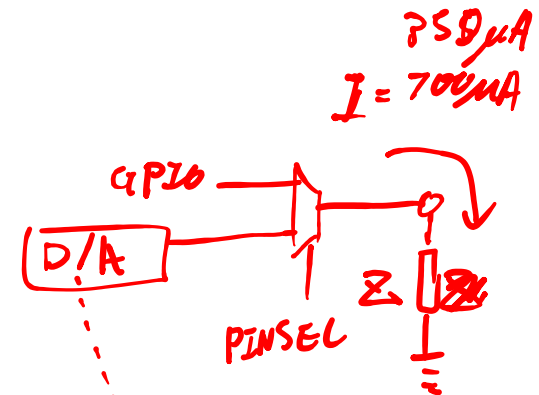 350µA
I = 700µA
GPIO
D/A
Z
PINSEL